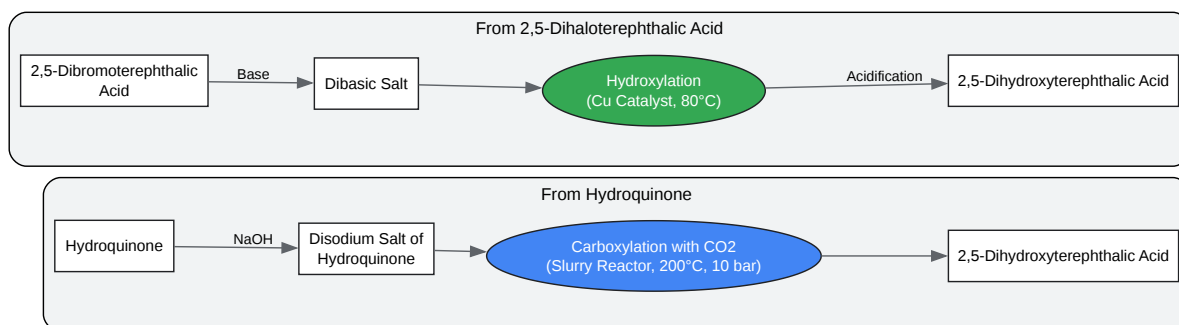 From 2,5-Dihaloterephthalic Acid
2,5-Dibromoterephthalic
Acid
Base
Dibasic Salt
Hydroxylation
(Cu Catalyst, 80°C)
Acidification
2,5-Dihydroxyterephthalic Acid
From Hydroquinone
Hydroquinone
NaOH
Disodium Salt of
Hydroquinone
Carboxylation with CO2
(Slurry Reactor, 200°C, 10 bar)
2,5-Dihydroxyterephthalic Acid